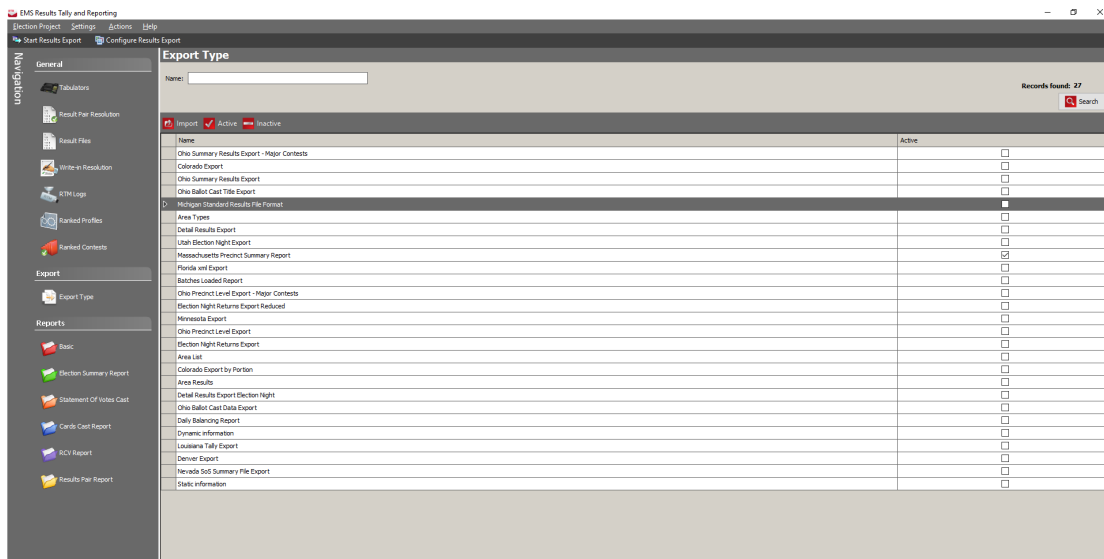 EMS Results Tally and Reporting
Election Project Settings Actions Help
Start Results Export Configure Results Export
Navigation
General
Tabulators
Result Pair Resolution
Result Files
Write-in Resolution
RTM Logs
Ranked Profiles
Ranked Contests
Export
Export Type
Reports
Basic
Election Summary Report
Statement Of Votes Cast
Cards Cast Report
RCV Report
Results Pair Report
Export Type
Name:
Records found: 27
Search
Import Active Inactive
Name Active
Ohio Summary Results Export - Major Contests
Colorado Export
Ohio Summary Results Export
Ohio Ballot Cast Title Export
Michigan Standard Results File Format
Area Types
Detail Results Export
Utah Election Night Export
Massachusetts Precinct Summary Report
Florida xml Export
Batches Loaded Report
Ohio Precinct Level Export - Major Contests
Election Night Returns Export Reduced
Minnesota Export
Ohio Precinct Level Export
Election Night Returns Export
Area List
Colorado Export by Portion
Area Results
Detail Results Export Election Night
Ohio Ballot Cast Data Export
Daily Balancing Report
Dynamic information
Louisiana Tally Export
Denver Export
Nevada SoS Summary File Export
Static information